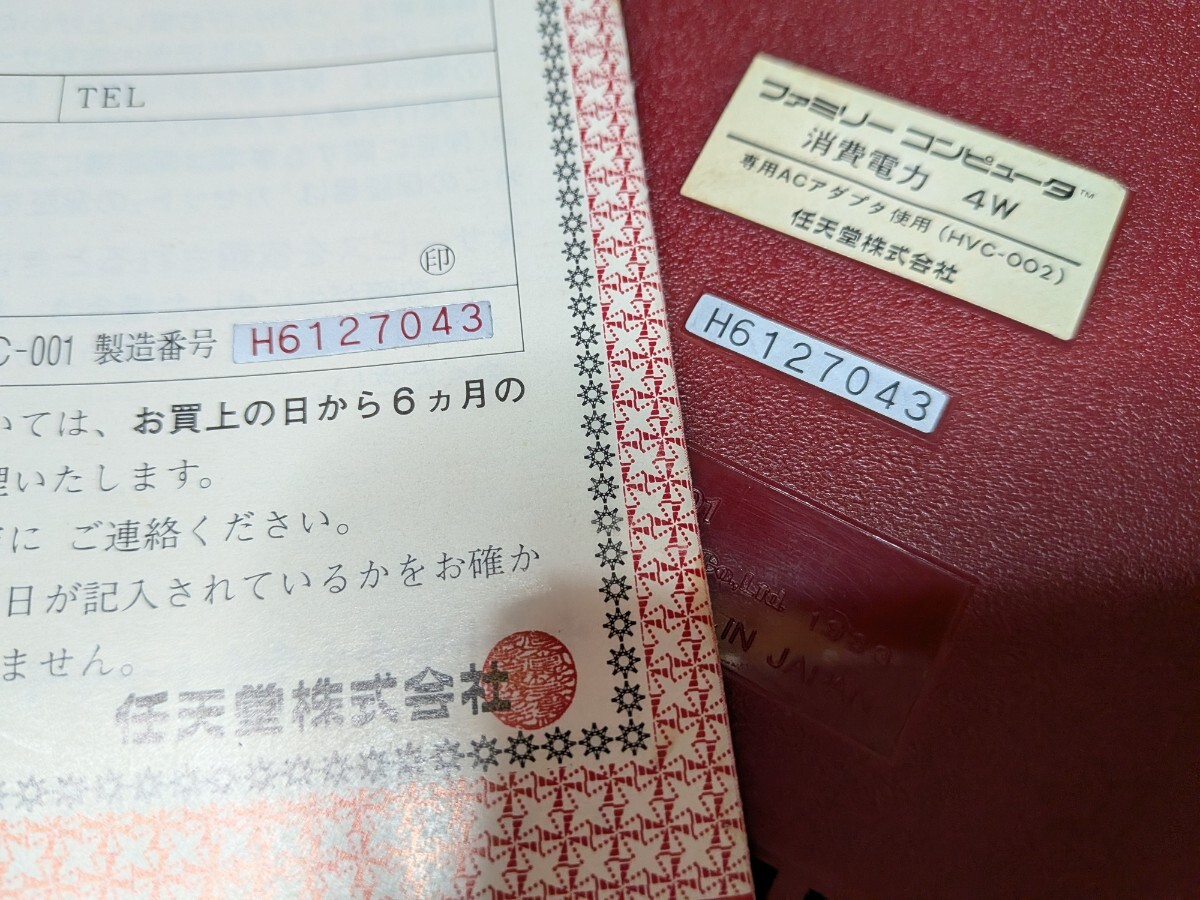 TEL
印
C-001 製造番号 H6127043
いては、お買上の日から6ヵ月の
理いたします。
に ご連絡ください。
日が記入されているかをお確か
ません。
任天堂株式会社
ファミリー コンピュータ™
消費電力 4W
専用ACアダプタ使用(HVC-002)
任天堂株式会社
H6127043
01
Co.,Ltd. 1983
IN JAPAN